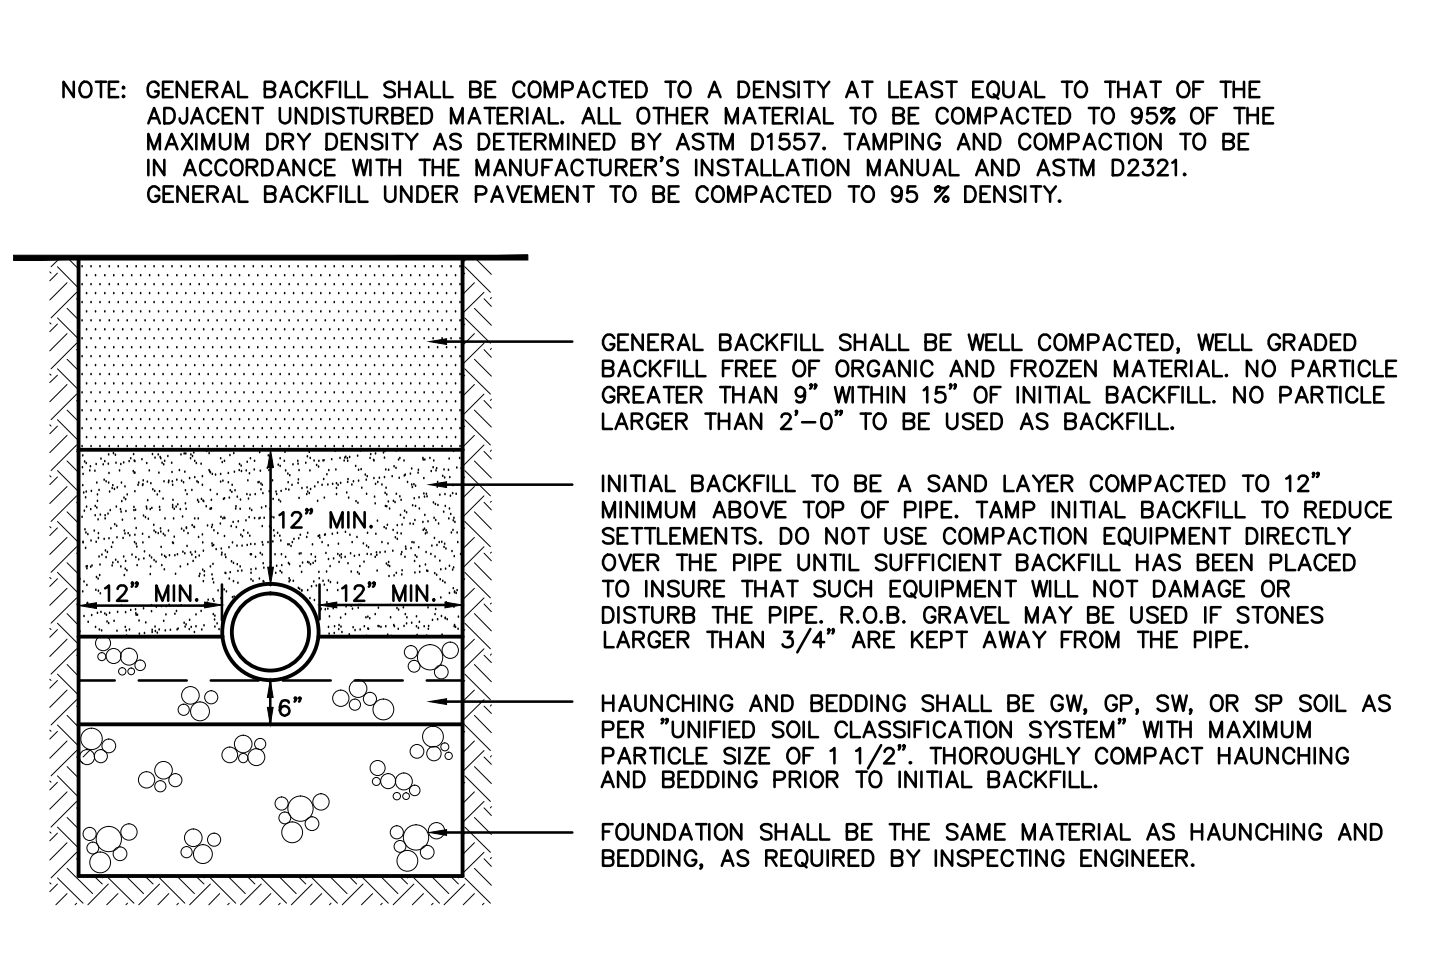 NOTE: GENERAL BACKFILL SHALL BE COMPACTED TO A DENSITY AT LEAST EQUAL TO THAT OF THE
ADJACENT UNDISTURBED MATERIAL. ALL OTHER MATERIAL TO BE COMPACTED TO 95% OF THE
MAXIMUM DRY DENSITY AS DETERMINED BY ASTM D1557. TAMPING AND COMPACTION TO BE
IN ACCORDANCE WITH THE MANUFACTURER'S INSTALLATION MANUAL AND ASTM D2321.
GENERAL BACKFILL UNDER PAVEMENT TO BE COMPACTED TO 95 % DENSITY.
GENERAL BACKFILL SHALL BE WELL COMPACTED, WELL GRADED
BACKFILL FREE OF ORGANIC AND FROZEN MATERIAL. NO PARTICLE
GREATER THAN 9" WITHIN 15" OF INITIAL BACKFILL. NO PARTICLE
LARGER THAN 2'-0" TO BE USED AS BACKFILL.
INITIAL BACKFILL TO BE A SAND LAYER COMPACTED TO 12"
MINIMUM ABOVE TOP OF PIPE. TAMP INITIAL BACKFILL TO REDUCE
SETTLEMENTS. DO NOT USE COMPACTION EQUIPMENT DIRECTLY
OVER THE PIPE UNTIL SUFFICIENT BACKFILL HAS BEEN PLACED
TO INSURE THAT SUCH EQUIPMENT WILL NOT DAMAGE OR
DISTURB THE PIPE. R.O.B. GRAVEL MAY BE USED IF STONES
LARGER THAN 3/4" ARE KEPT AWAY FROM THE PIPE.
12" MIN.
12" MIN.
12" MIN.
6"
HAUNCHING AND BEDDING SHALL BE GW, GP, SW, OR SP SOIL AS
PER "UNIFIED SOIL CLASSIFICATION SYSTEM" WITH MAXIMUM
PARTICLE SIZE OF 1 1/2". THOROUGHLY COMPACT HAUNCHING
AND BEDDING PRIOR TO INITIAL BACKFILL.
FOUNDATION SHALL BE THE SAME MATERIAL AS HAUNCHING AND
BEDDING, AS REQUIRED BY INSPECTING ENGINEER.